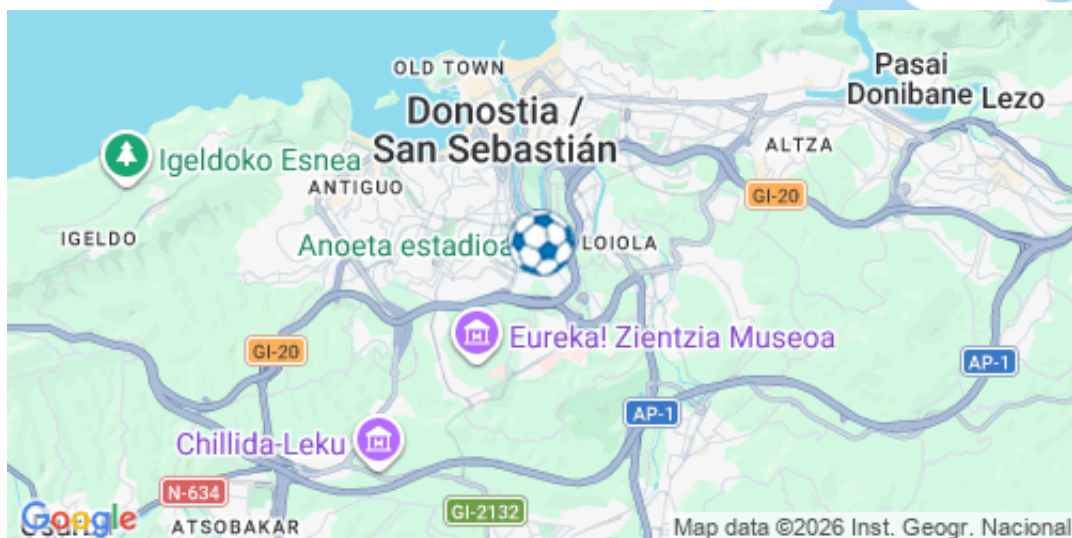 OLD TOWN
Pasai
Donibane
Lezo
Donostia /
San Sebastián
ALTZA
Igeldoko Esnea
ANTIGUO
GI-20
IGELDO
Anoeta estadioa
LOIOLA
Eureka! Zientzia Museoa
GI-20
AP-1
AP-1
Chillida-Leku
N-634
GI-2132
Google
ATSOBAKAR
Map data ©2026 Inst. Geogr. Nacional